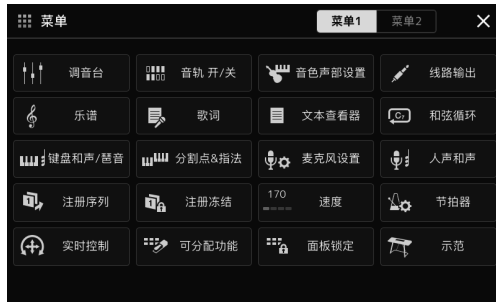 菜单 菜单1 菜单2
调音台 音轨 开/关 音色声部设置 线路输出
乐谱 歌词 文本查看器 C7 和弦循环
键盘和声/琶音 分割点&指法 麦克风设置 人声和声
1 注册序列 1 注册冻结 170 速度 节拍器
实时控制 可分配功能 面板锁定 示范